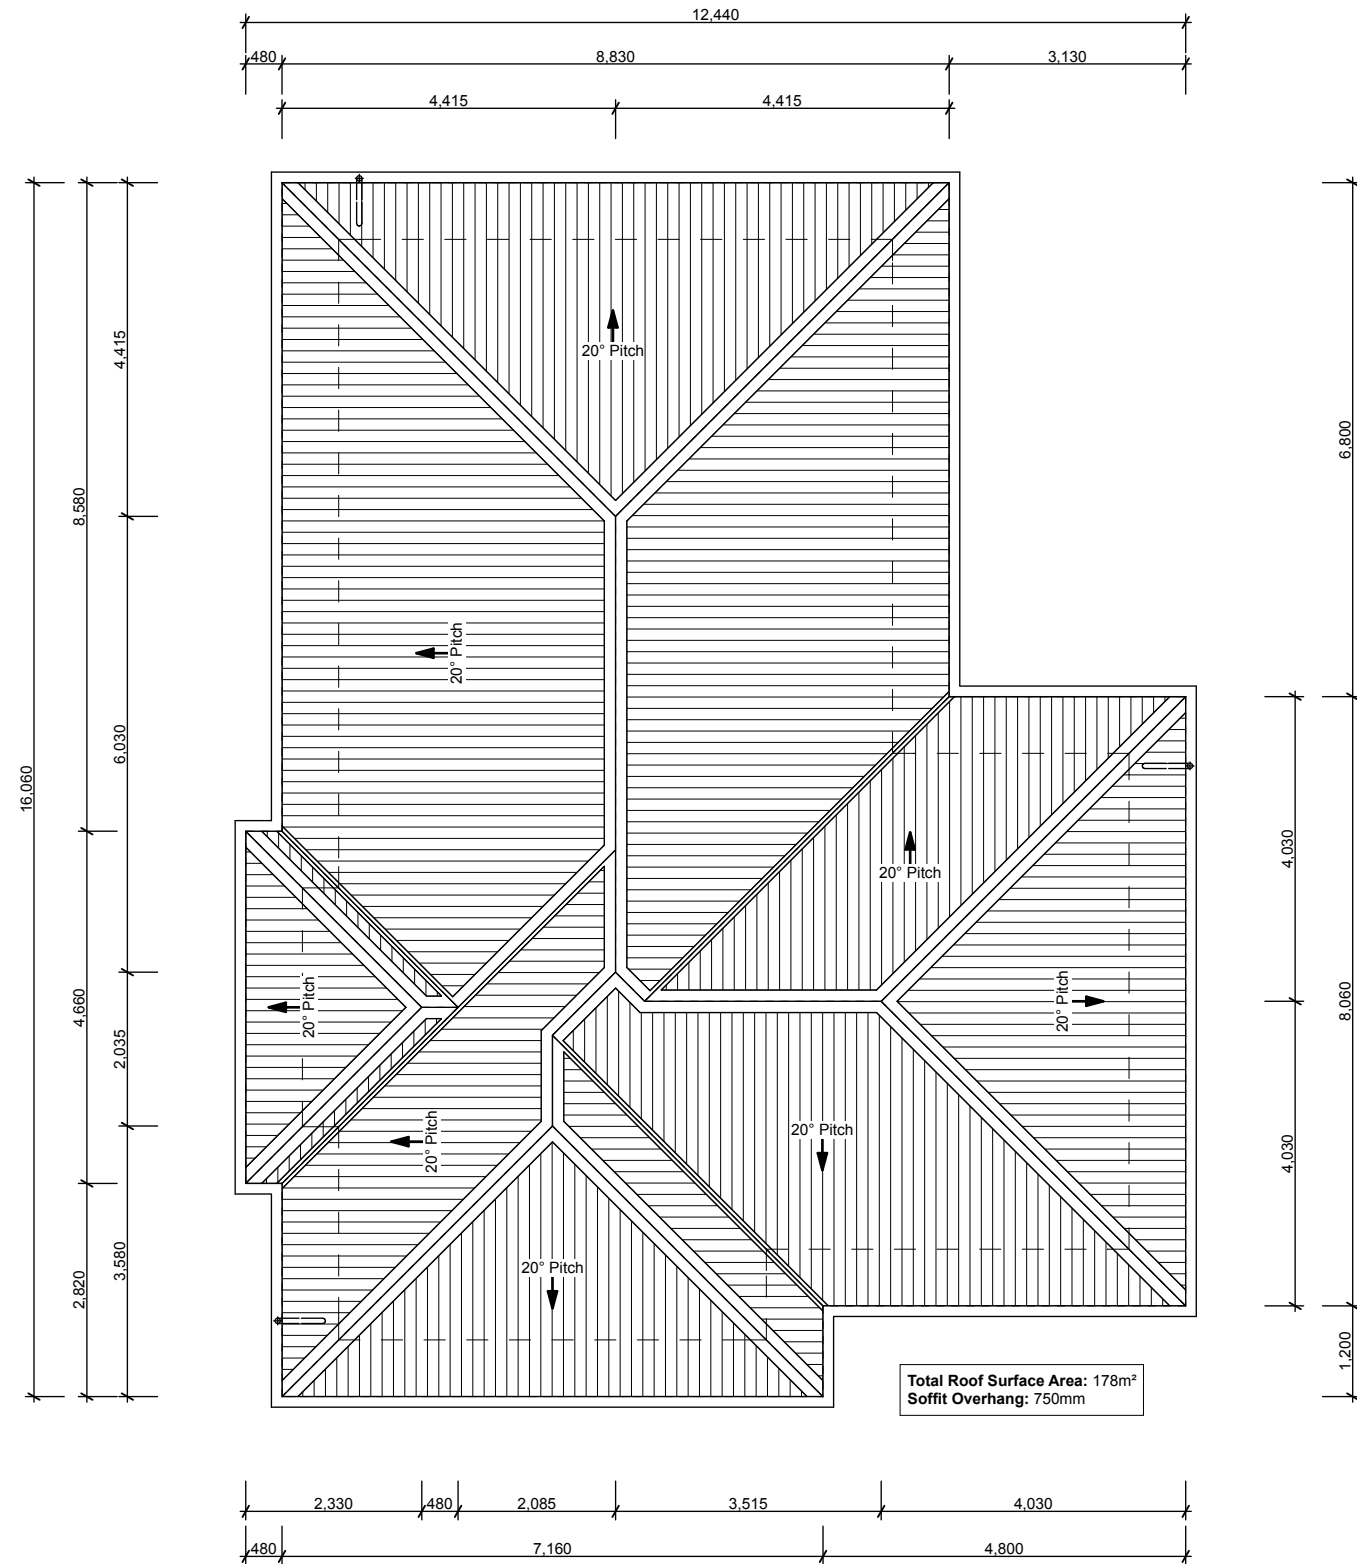 12,440
480
8,830
3,130
4,415
4,415
20° Pitch
4,415
6,800
8,580
20° Pitch
6,030
16,060
4,030
20° Pitch
4,660
20° Pitch
20° Pitch
8,060
2,035
20° Pitch
20° Pitch
4,030
20° Pitch
3,580
2,820
1,200
Total Roof Surface Area: 178m²
Soffit Overhang: 750mm
2,330
480
2,085
3,515
4,030
480
7,160
4,800